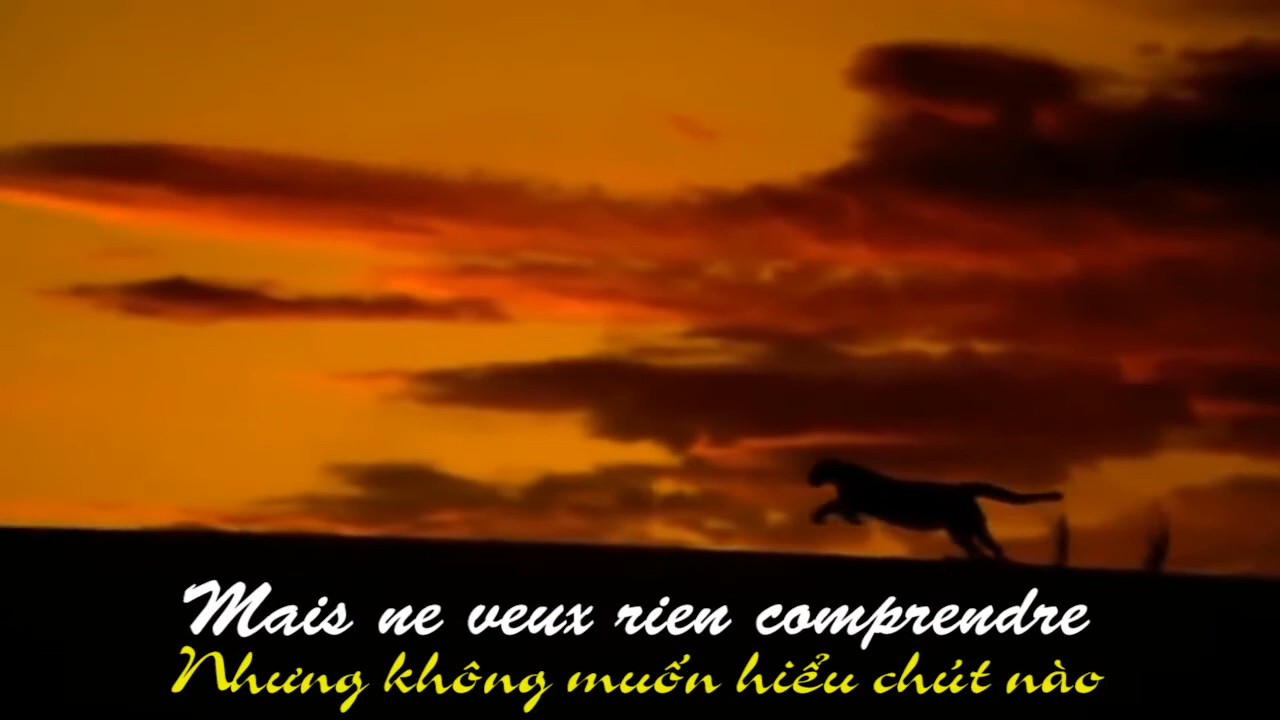 Mais ne veux rien comprendre
Nhưng không muốn hiểu chút nào